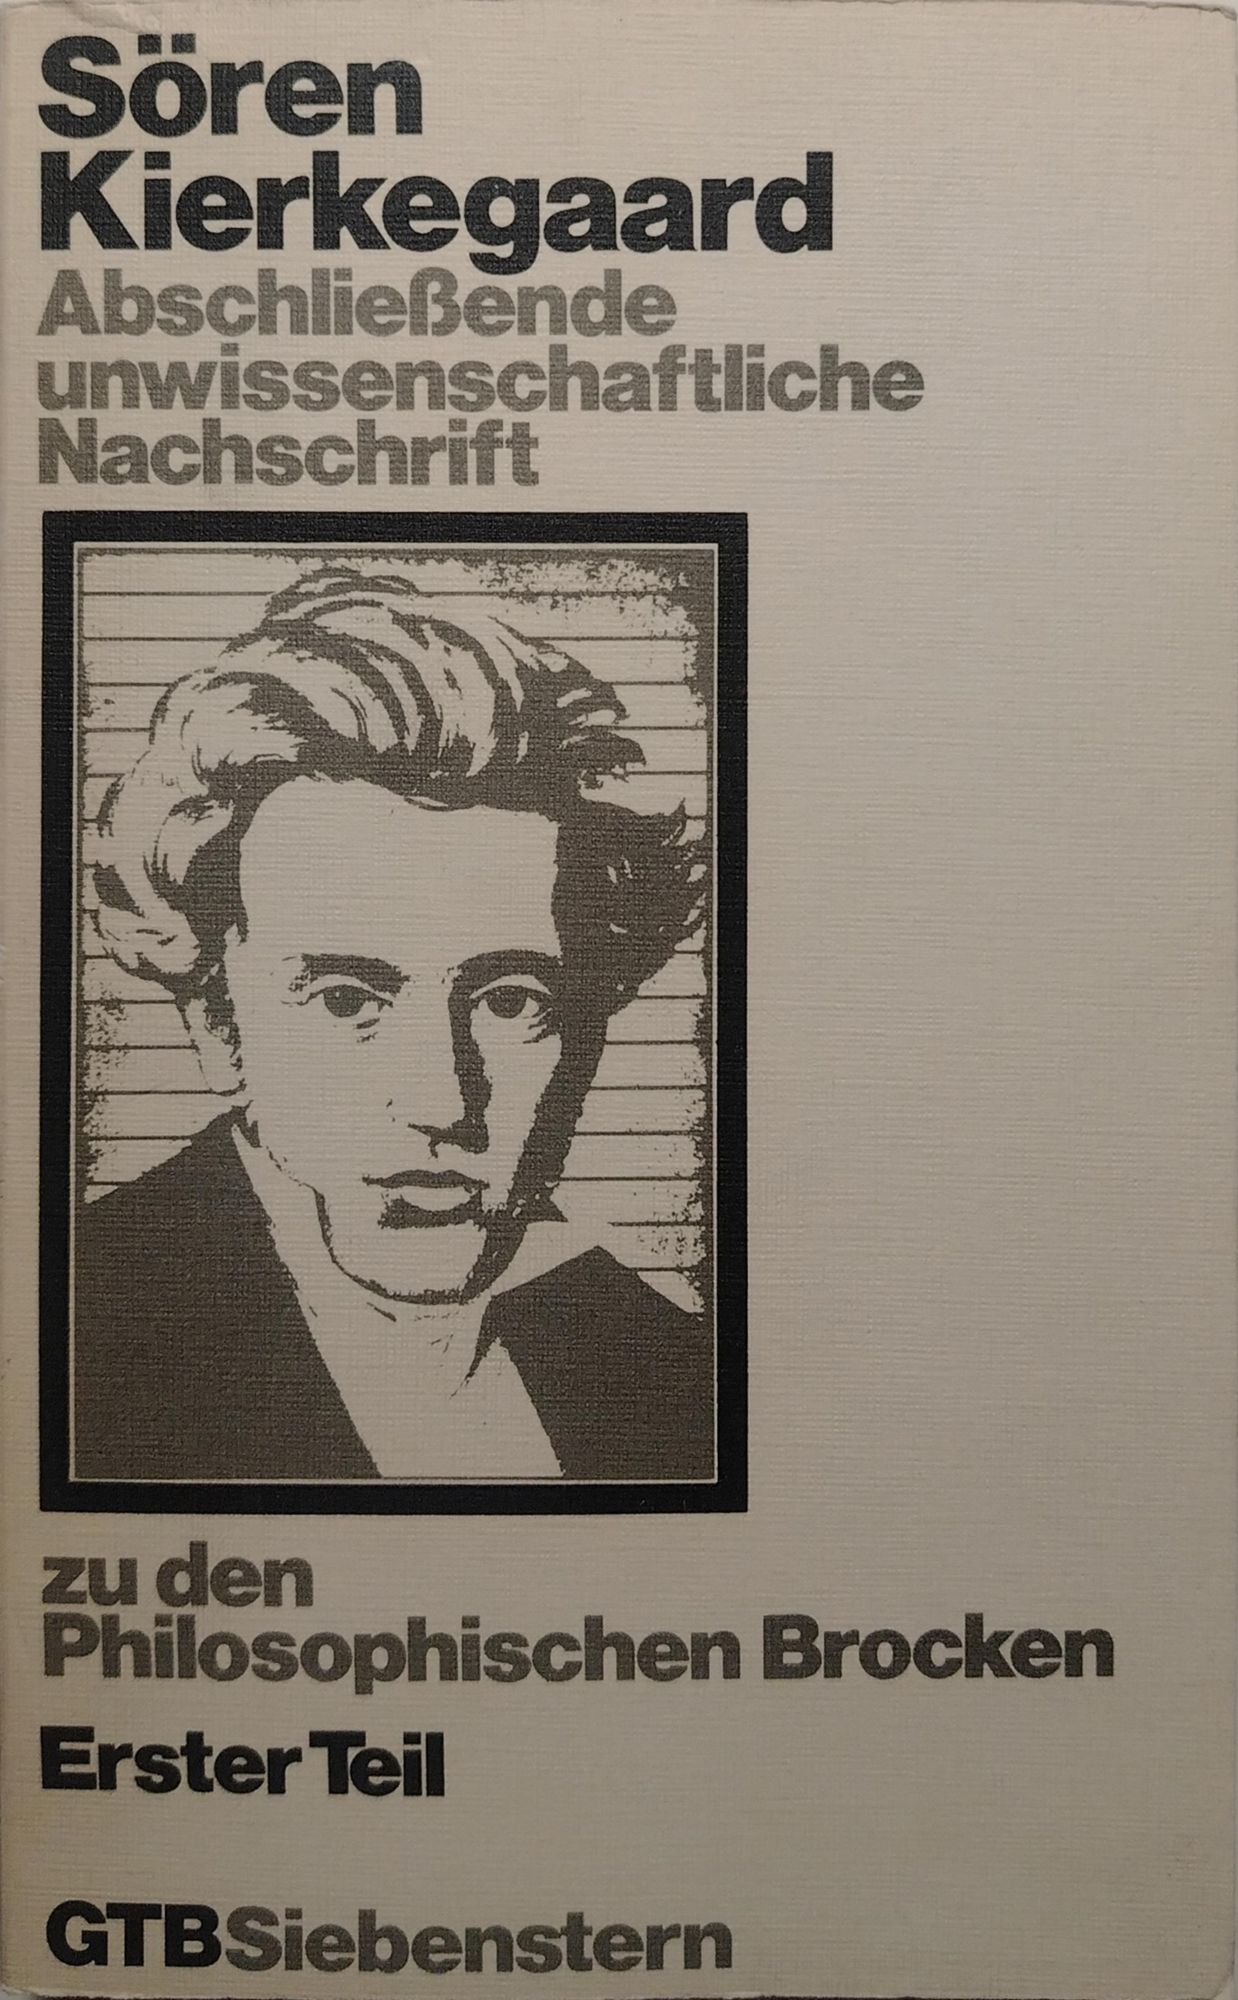 Sören
Kierkegaard
Abschließende
unwissenschaftliche
Nachschrift
zu den
Philosophischen Brocken
Erster Teil
GTBSiebenstern